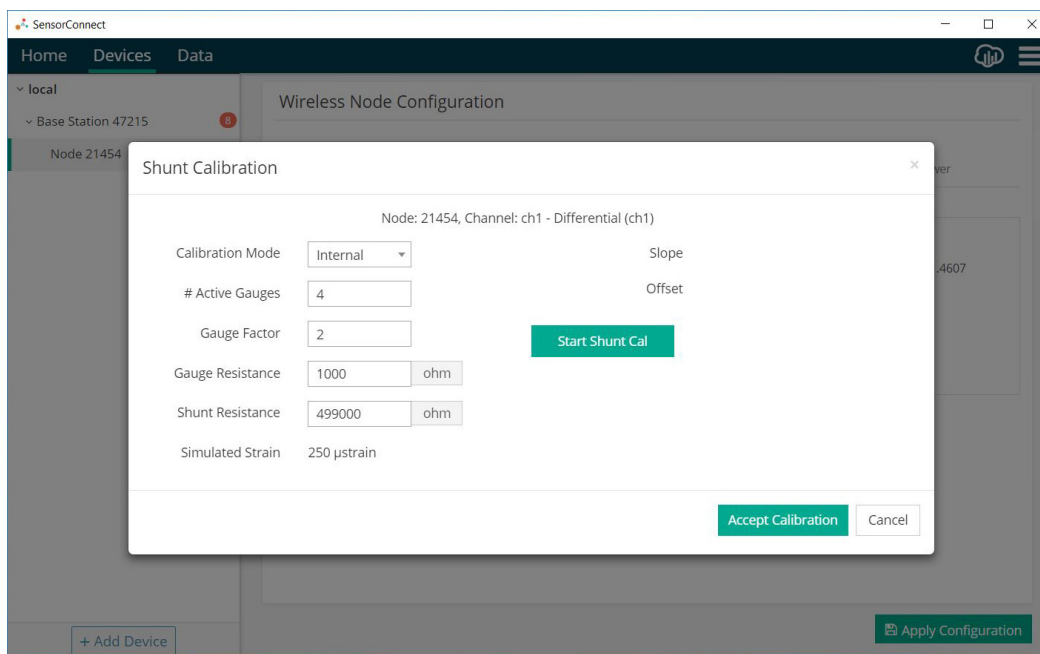 SensorConnect
Home Devices Data
local
Wireless Node Configuration
Base Station 47215 8
Node 21454
Shunt Calibration ×
wer
Node: 21454, Channel: ch1 - Differential (ch1)
Calibration Mode Internal Slope
.4607
# Active Gauges 4 Offset
Gauge Factor 2 Start Shunt Cal
Gauge Resistance 1000 ohm
Shunt Resistance 499000 ohm
Simulated Strain 250 µstrain
Accept Calibration Cancel
Apply Configuration
+ Add Device